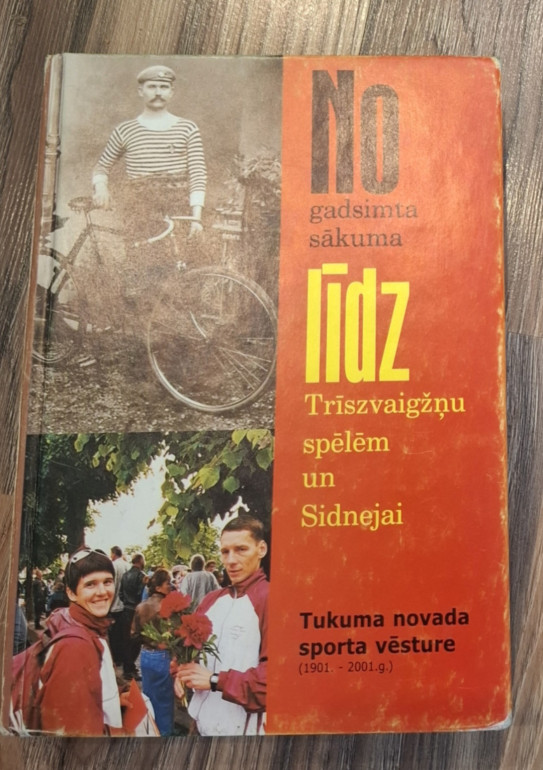 No
gadsimta
sākuma
līdz
Trīszvaigžņu
spēlēm
un
Sidnejai
Tukuma novada
sporta vēsture
(1901. - 2001.g.)